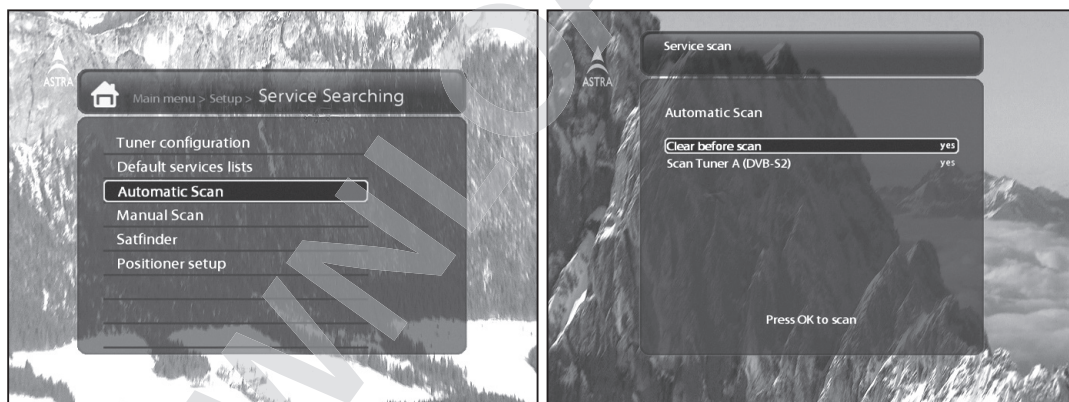 ASTRA
Main menu > Setup > Service Searching
Tuner configuration
Default services lists
Automatic Scan
Manual Scan
Satfinder
Positioner setup
ASTRA
Service scan
Automatic Scan
Clear before scan yes
Scan Tuner A (DVB-S2) yes
Press OK to scan